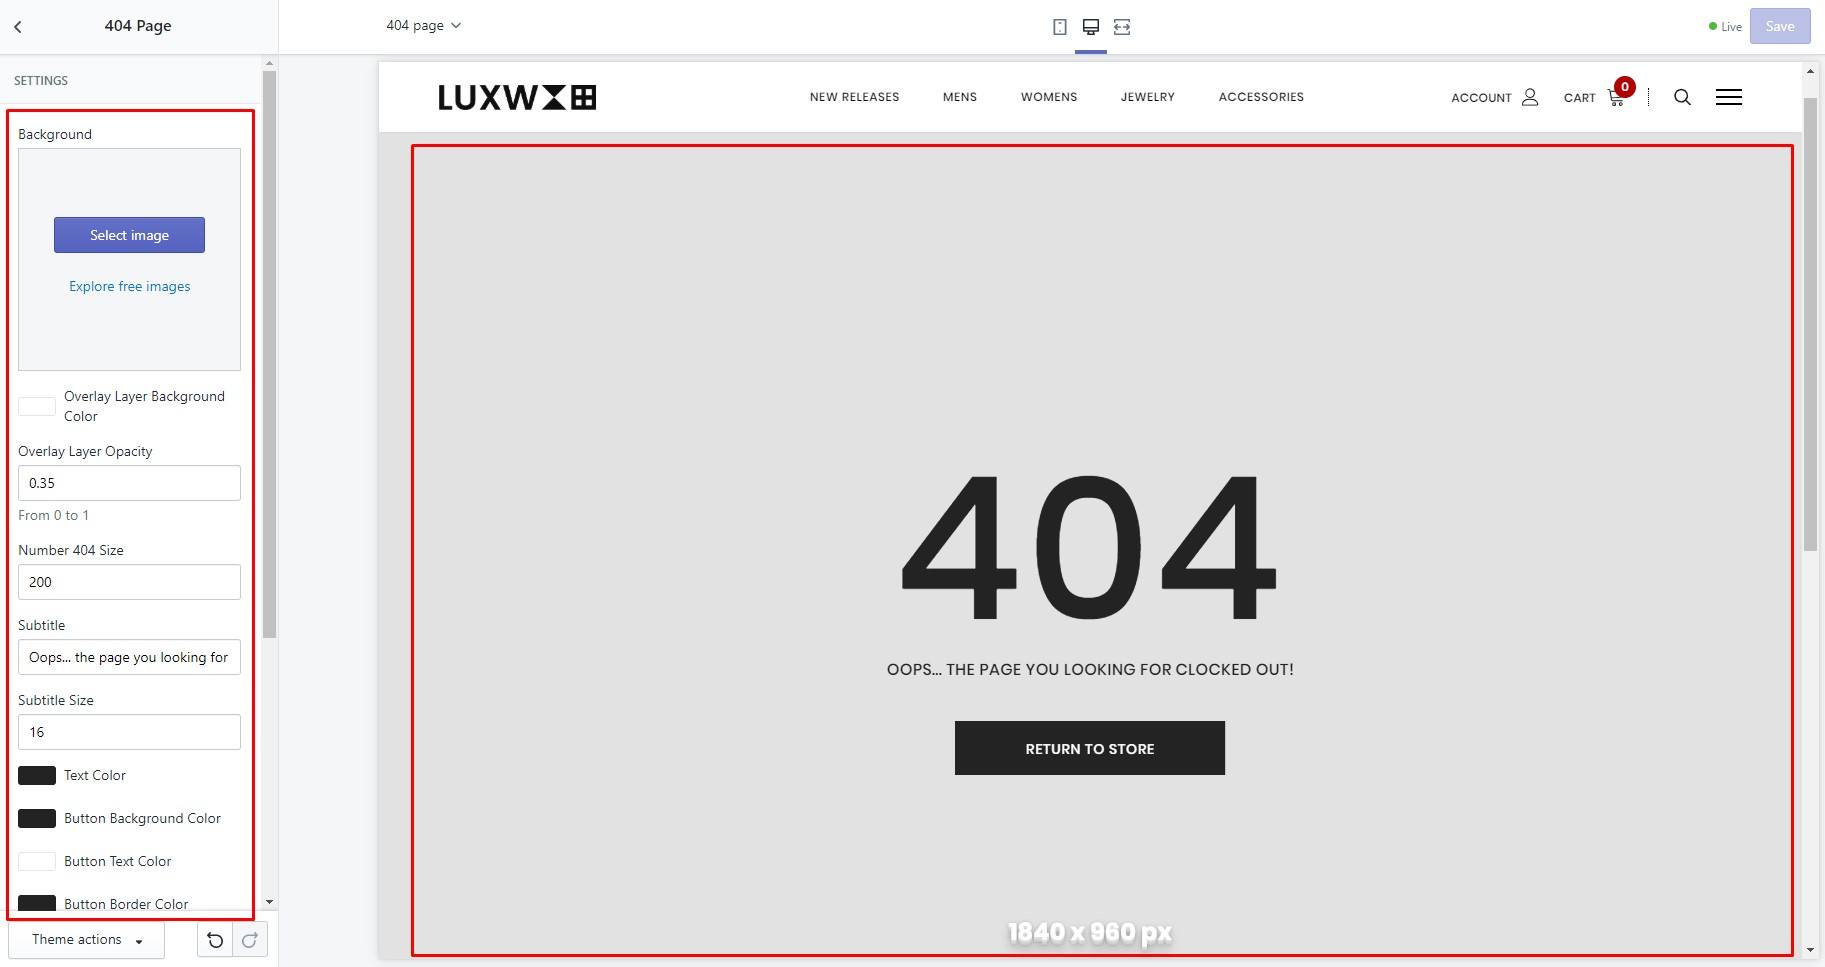 404 Page
404 page
Live
Save
SETTINGS
Background
Select image
Explore free images
Overlay Layer Background
Color
Overlay Layer Opacity
0.35
From 0 to 1
Number 404 Size
200
Subtitle
Oops... the page you looking for
Subtitle Size
16
Text Color
Button Background Color
Button Text Color
Button Border Color
Theme actions
LUXW
NEW RELEASES
MENS
WOMENS
JEWELRY
ACCESSORIES
ACCOUNT
CART
0
404
OOPS... THE PAGE YOU LOOKING FOR CLOCKED OUT!
RETURN TO STORE
1840 x 960 px